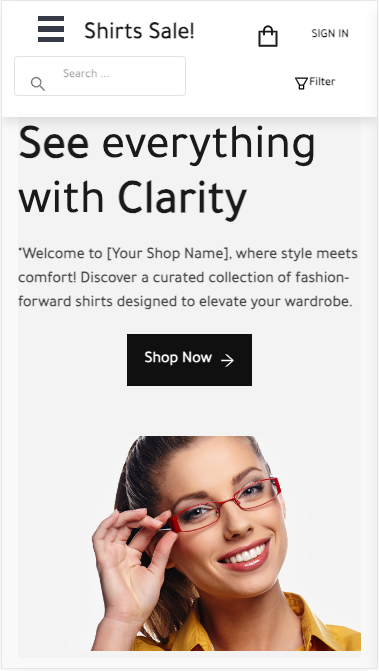 Shirts Sale!
SIGN IN
Search ...
Filter
See everything
with Clarity
"Welcome to [Your Shop Name], where style meets
comfort! Discover a curated collection of fashion-
forward shirts designed to elevate your wardrobe.
Shop Now